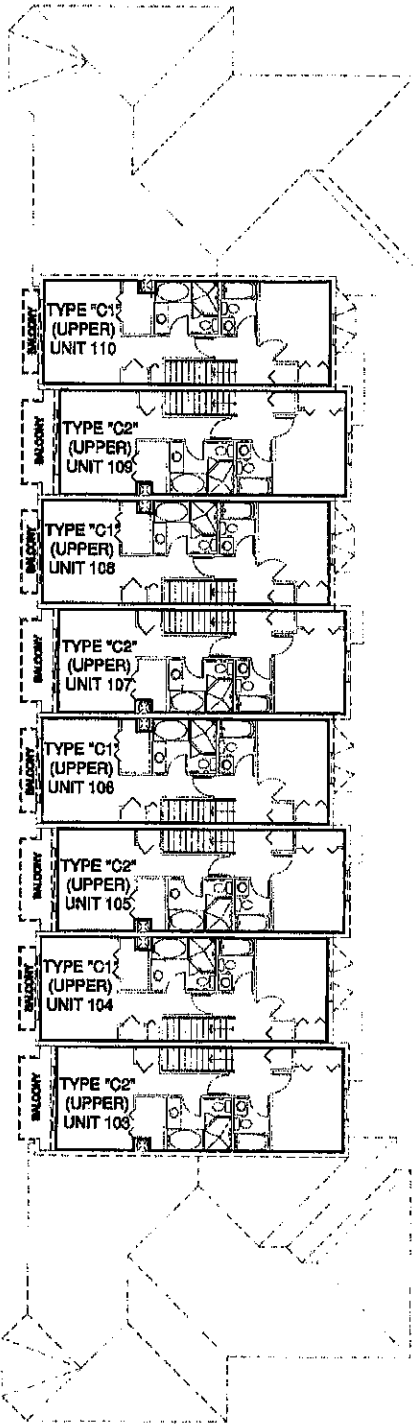 BALCONY
TYPE "C1"
(UPPER)
UNIT 110
BALCONY
TYPE "C2"
(UPPER)
UNIT 109
BALCONY
TYPE "C1"
(UPPER)
UNIT 108
BALCONY
TYPE "C2"
(UPPER)
UNIT 107
BALCONY
TYPE "C1"
(UPPER)
UNIT 106
BALCONY
TYPE "C2"
(UPPER)
UNIT 105
BALCONY
TYPE "C1"
(UPPER)
UNIT 104
BALCONY
TYPE "C2"
(UPPER)
UNIT 103